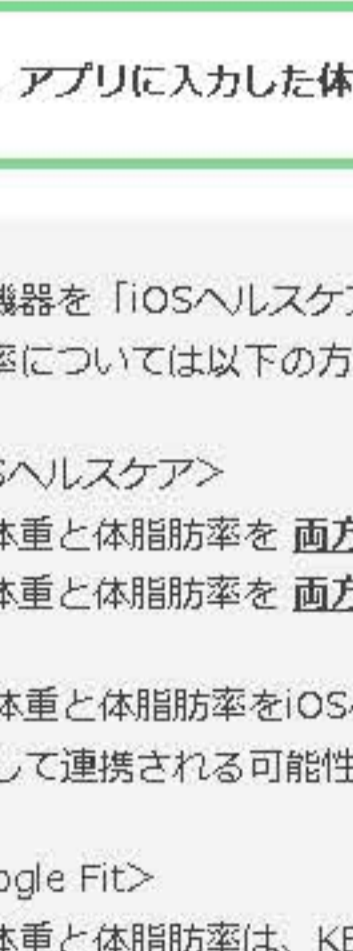 アプリに入力した体
機器を「iOSヘルスケア
率については以下の方
Sヘルスケア＞
体重と体脂肪率を 両方
体重と体脂肪率を 両方
体重と体脂肪率をiOS
して連携される可能性
ogle Fit＞
体重と体脂肪率は、KE